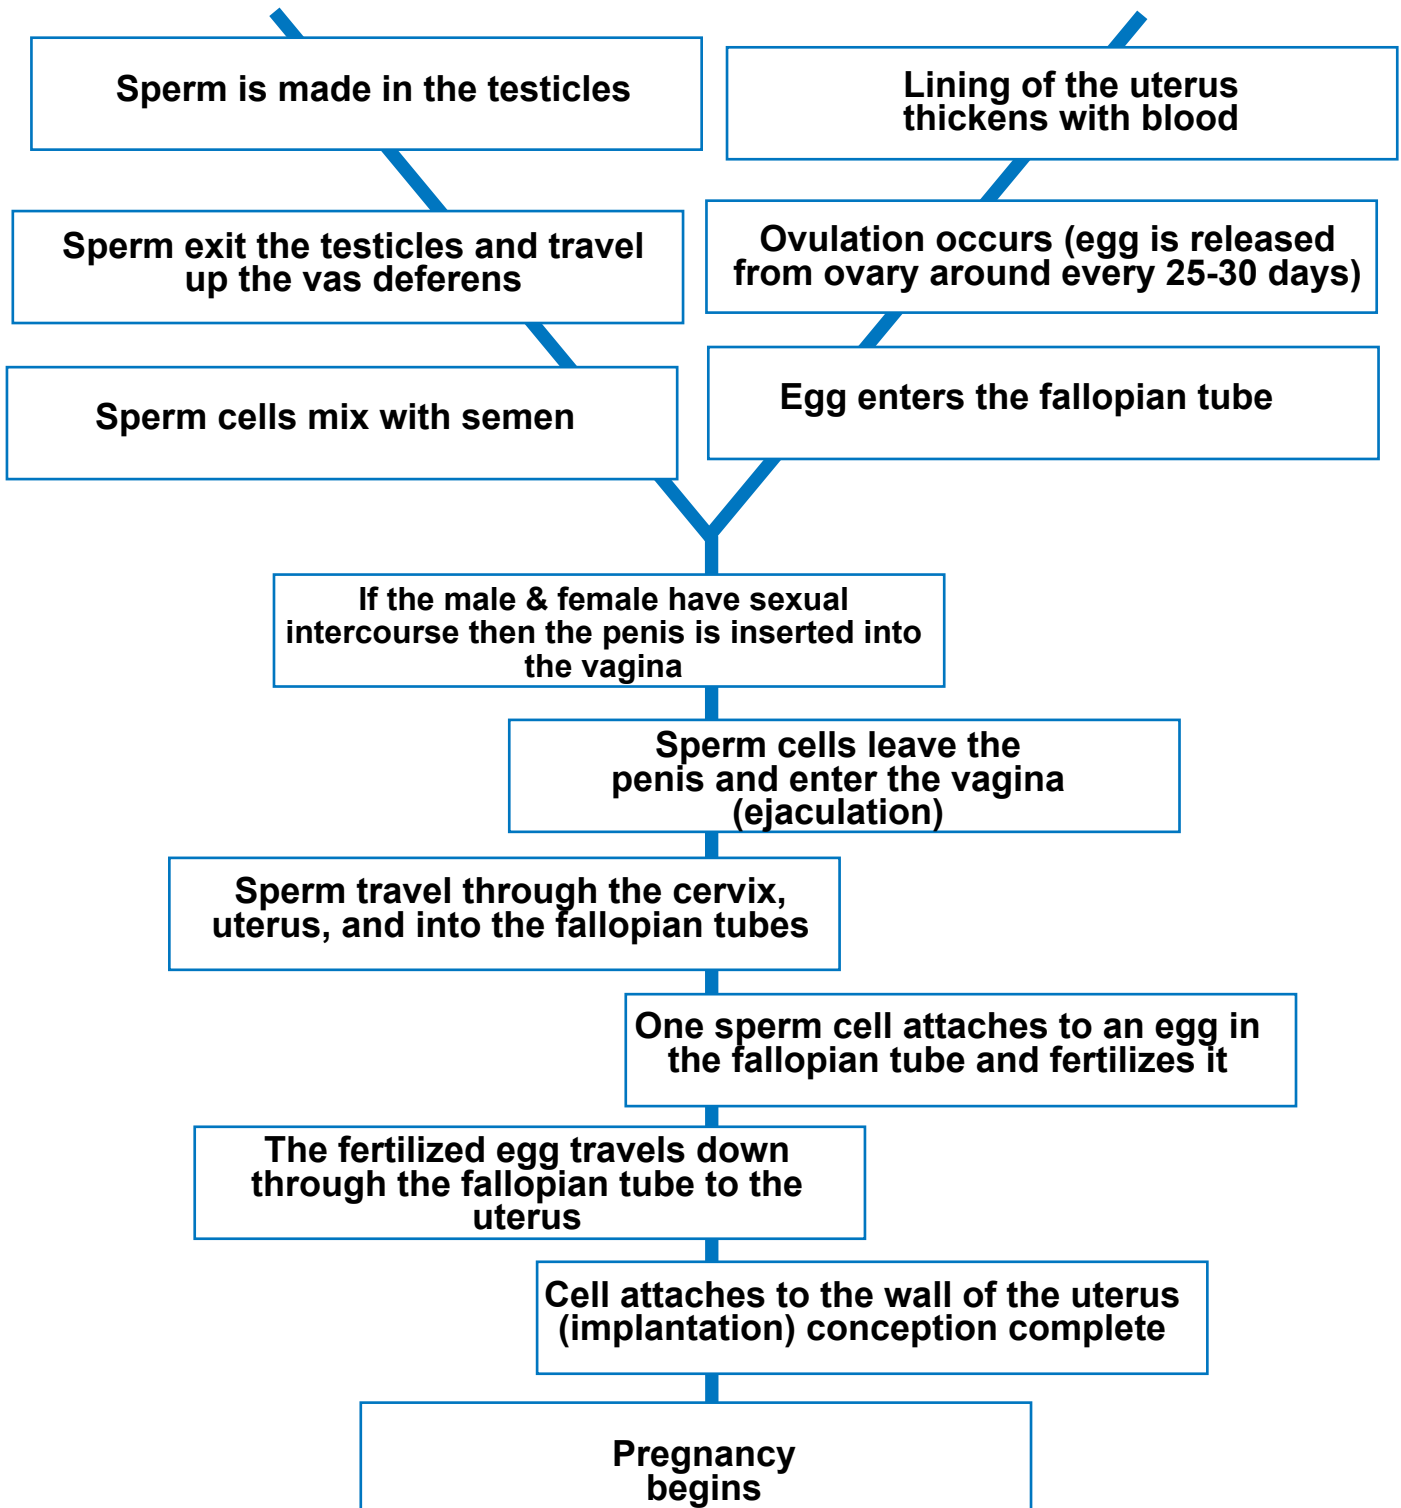 Sperm is made in the testicles
Lining of the uterus
thickens with blood
Sperm exit the testicles and travel
up the vas deferens
Ovulation occurs (egg is released
from ovary around every 25-30 days)
Sperm cells mix with semen
Egg enters the fallopian tube
If the male & female have sexual
intercourse then the penis is inserted into
the vagina
Sperm cells leave the
penis and enter the vagina
(ejaculation)
Sperm travel through the cervix,
uterus, and into the fallopian tubes
One sperm cell attaches to an egg in
the fallopian tube and fertilizes it
The fertilized egg travels down
through the fallopian tube to the
uterus
Cell attaches to the wall of the uterus
(implantation) conception complete
Pregnancy
begins